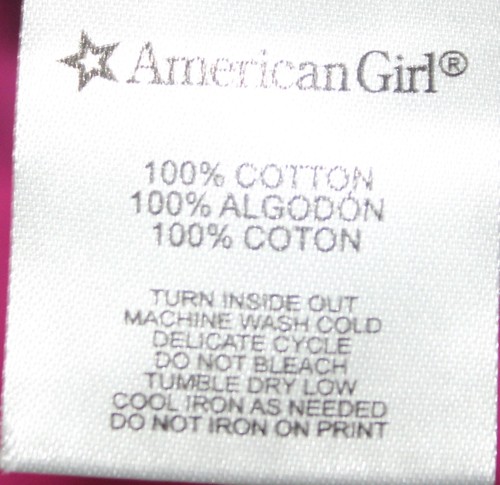 American Girl®
100% COTTON
100% ALGODÓN
100% COTON
TURN INSIDE OUT
MACHINE WASH COLD
DELICATE CYCLE
DO NOT BLEACH
TUMBLE DRY LOW
COOL IRON AS NEEDED
DO NOT IRON ON PRINT